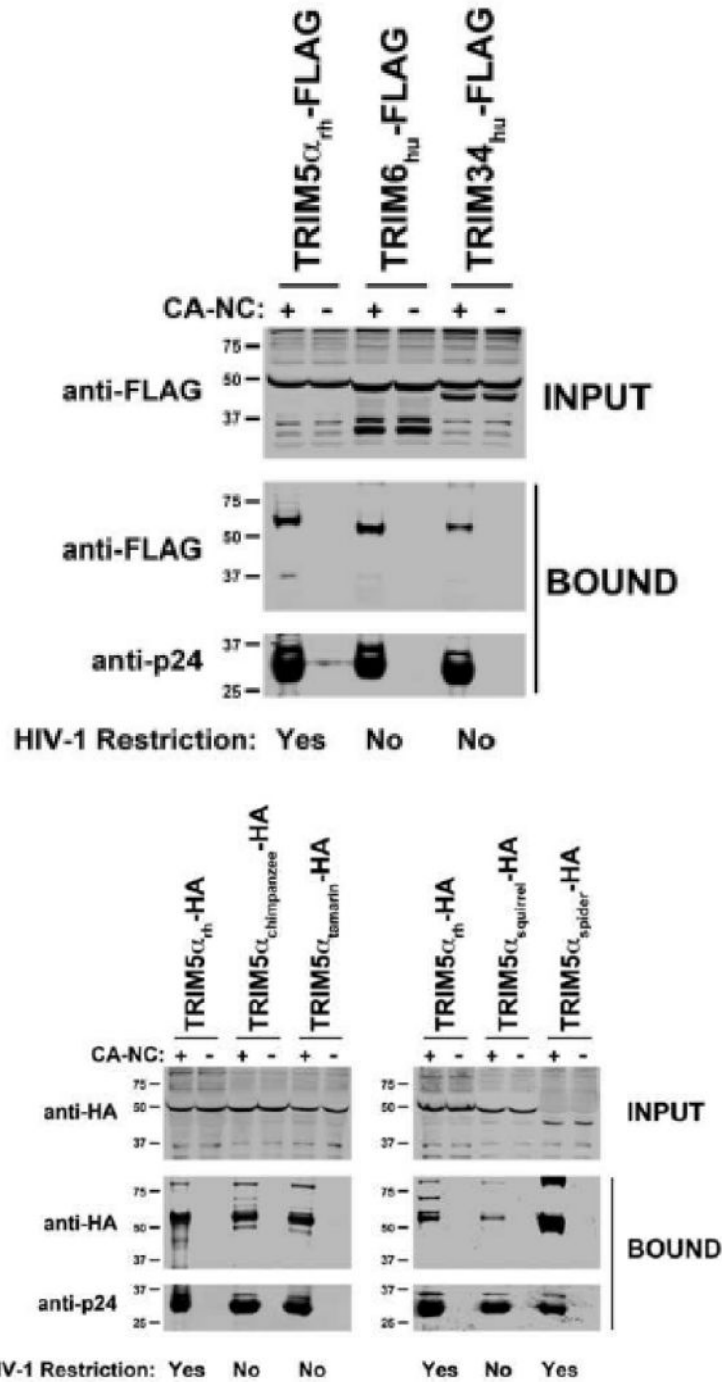 TRIM5αrh-FLAG
TRIM6hu-FLAG
TRIM34hu-FLAG
CA-NC: + - + - + -
75
50
37
anti-FLAG
INPUT
75
50
37
anti-FLAG
BOUND
37
25
anti-p24
HIV-1 Restriction: Yes No No
TRIM5αrh-HA
TRIM5αchimpanzee-HA
TRIM5αtamarin-HA
TRIM5αrh-HA
TRIM5αsquirrel-HA
TRIM5αspider-HA
CA-NC: + - + - + - + - + - + -
75 75
anti-HA 50 50 INPUT
37 37
75 75
anti-HA 50 50
BOUND
37 37
37 37
anti-p24
25 25
IV-1 Restriction: Yes No No Yes No Yes